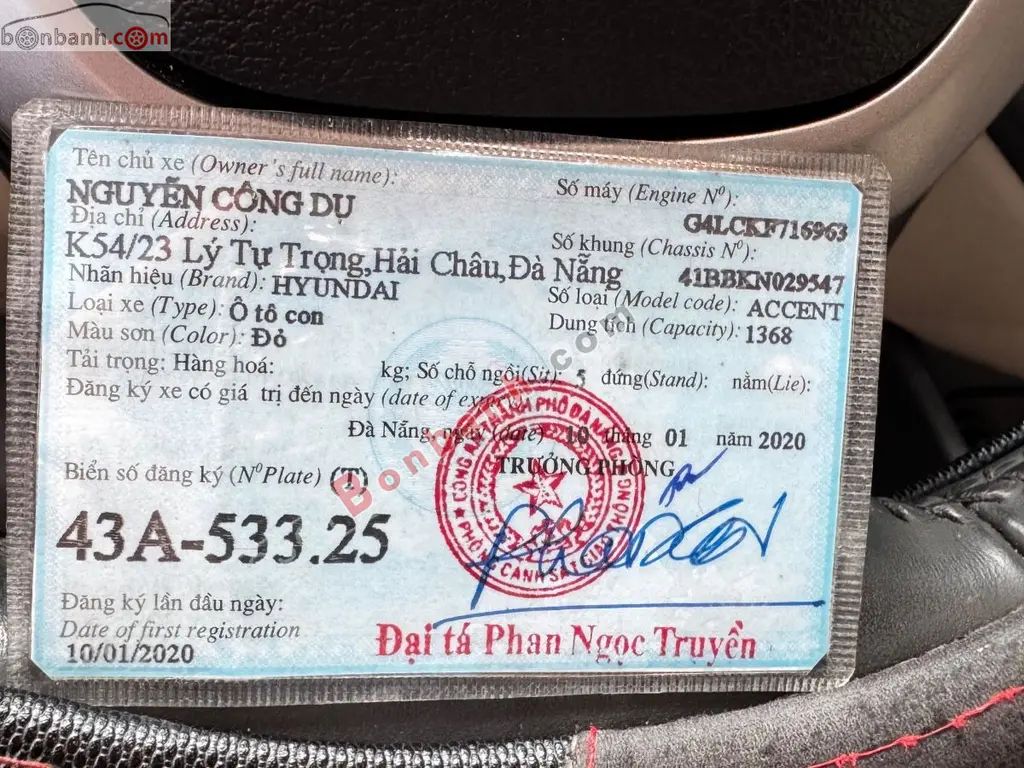 bonbanh.com
Tên chủ xe (Owner's full name):
NGUYỄN CÔNG DỤ
Địa chỉ (Address):
K54/23 Lý Tự Trọng,Hải Châu,Đà Nẵng
Nhãn hiệu (Brand): HYUNDAI
Loại xe (Type): Ô tô con
Màu sơn (Color): Đỏ
Số máy (Engine Nº):
G4LCKF716963
Số khung (Chassis Nº):
41BBKN029547
Số loại (Model code): ACCENT
Dung tích (Capacity): 1368
Tải trọng: Hàng hoá: kg; Số chỗ ngồi(Sit): 5 đứng(Stand): nằm(Lie):
Đăng ký xe có giá trị đến ngày (date of
Đà Nẵng, ngày (date) 10 tháng 01 năm 2020
TRƯỞNG PHÒNG
Biển số đăng ký (NºPlate) (T)
43A-533.25
Đăng ký lần đầu ngày:
Date of first registration
10/01/2020
Đại tá Phan Ngọc Truyền